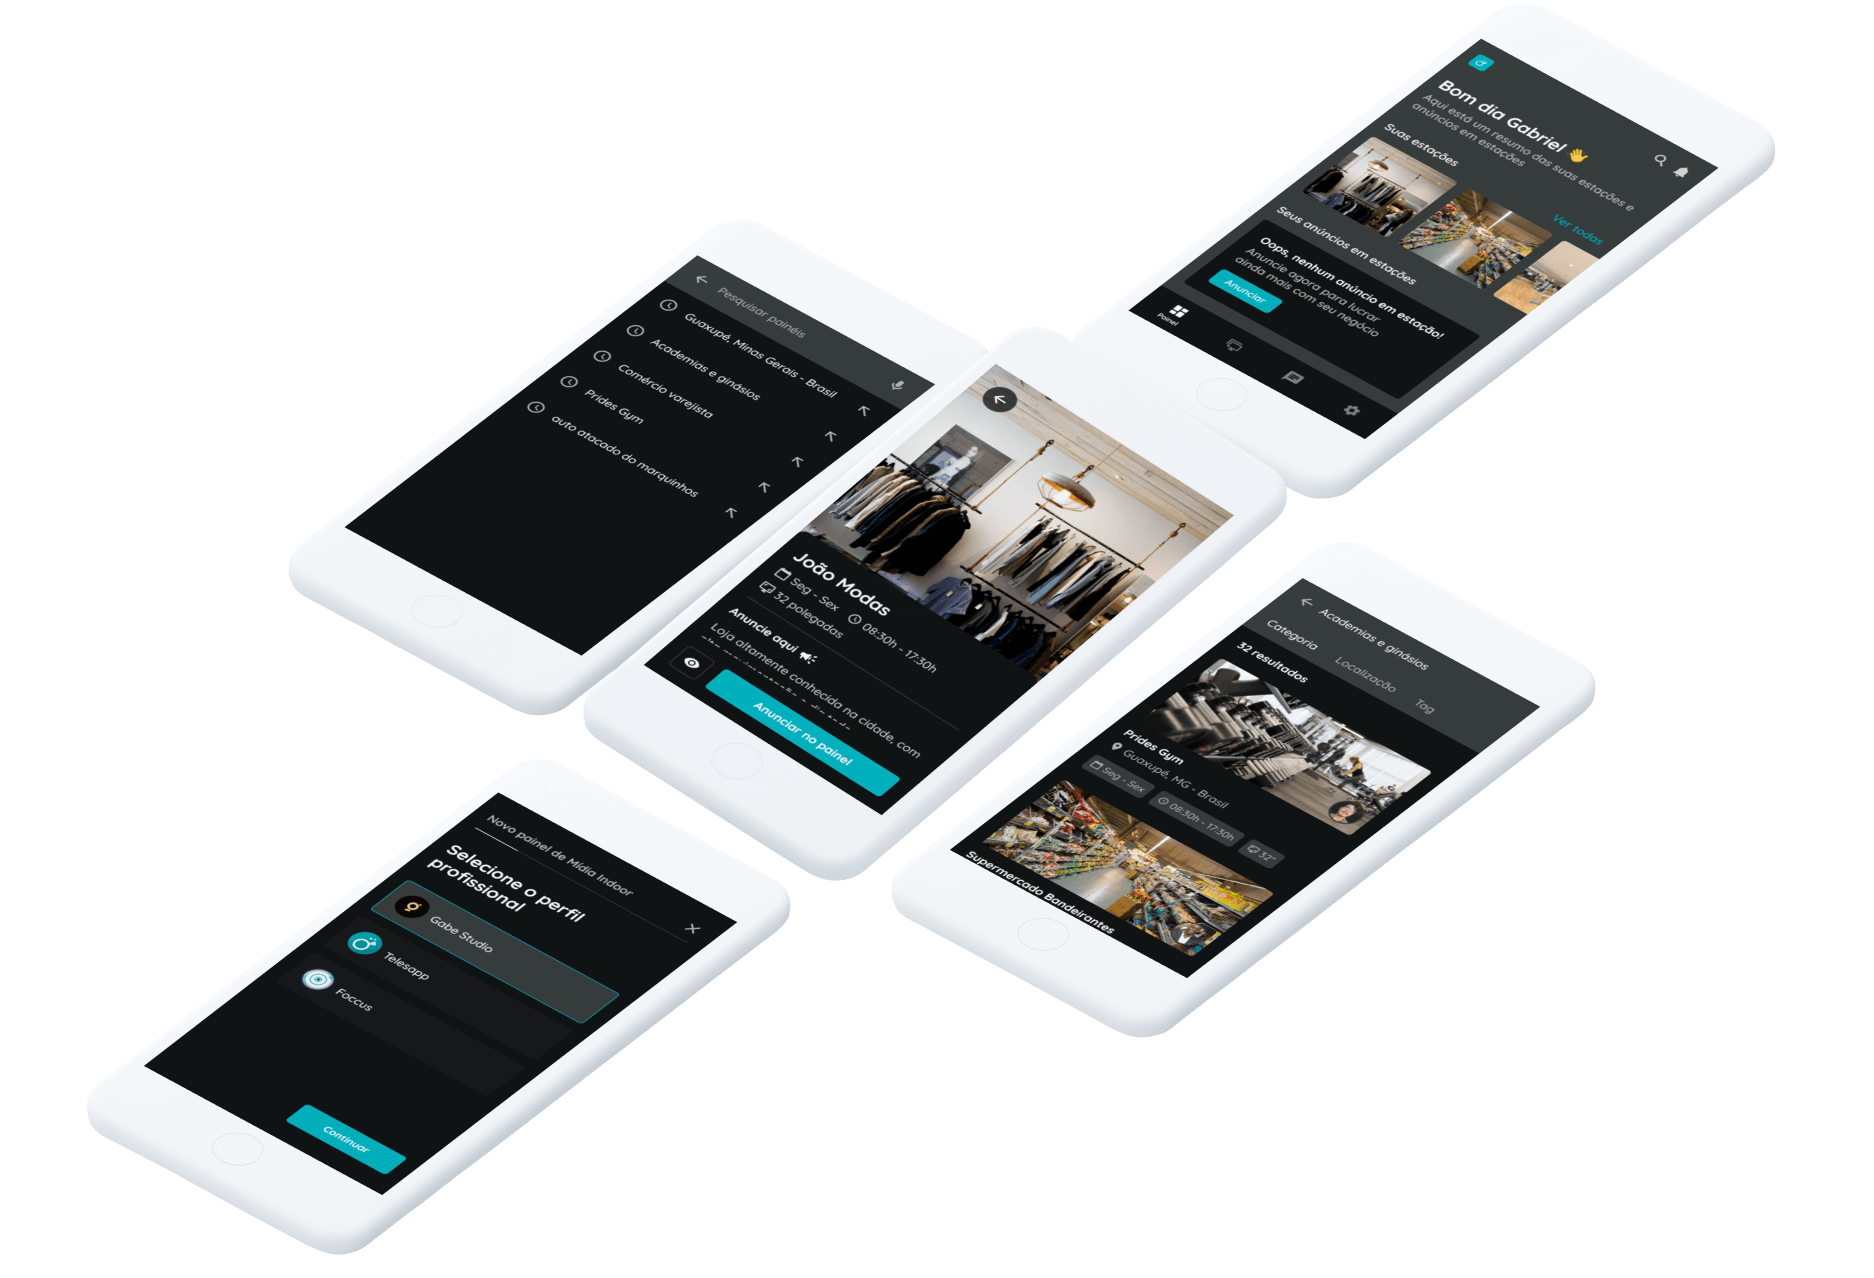 Bom dia Gabriel 👋
Aqui está um resumo das suas estações e
anúncios em estações
Suas estações
Ver todas
Seus anúncios em estações
Oops, nenhum anúncio em estação!
Anuncie agora para lucrar
ainda mais com seu negócio
Anunciar
Painel
Pesquisar painéis
Guaxupé, Minas Gerais - Brasil
Academias e ginásios
Comércio varejista
Prides Gym
auto atacado do marquinhos
João Modas
Seg - Sex
08:30h - 17:30h
32 polegadas
Anuncie aqui
Loja altamente conhecida na cidade, com
Anunciar no painel
Academias e ginásios
Categoria
Localização
Tag
32 resultados
Prides Gym
Guaxupé, MG - Brasil
Seg - Sex
08:30h - 17:30h
32"
Supermercado Bandeirantes
Novo painel de Mídia Indoor
Selecione o perfil
profissional
Gabe Studio
Telesapp
Foccus
Continuar